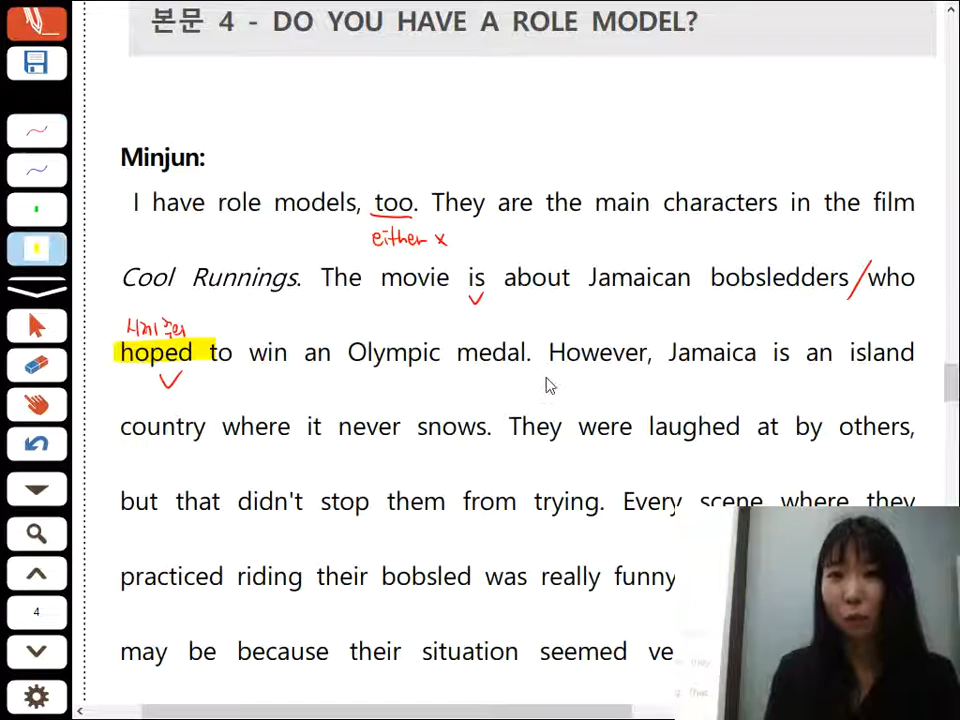 본문 4 - DO YOU HAVE A ROLE MODEL?
Minjun:
I have role models, too. They are the main characters in the film
either x
Cool Runnings. The movie is about Jamaican bobsledders / who
시제 주의
hoped to win an Olympic medal. However, Jamaica is an island
country where it never snows. They were laughed at by others,
but that didn't stop them from trying. Every scene where they
practiced riding their bobsled was really funny
may be because their situation seemed ve
4